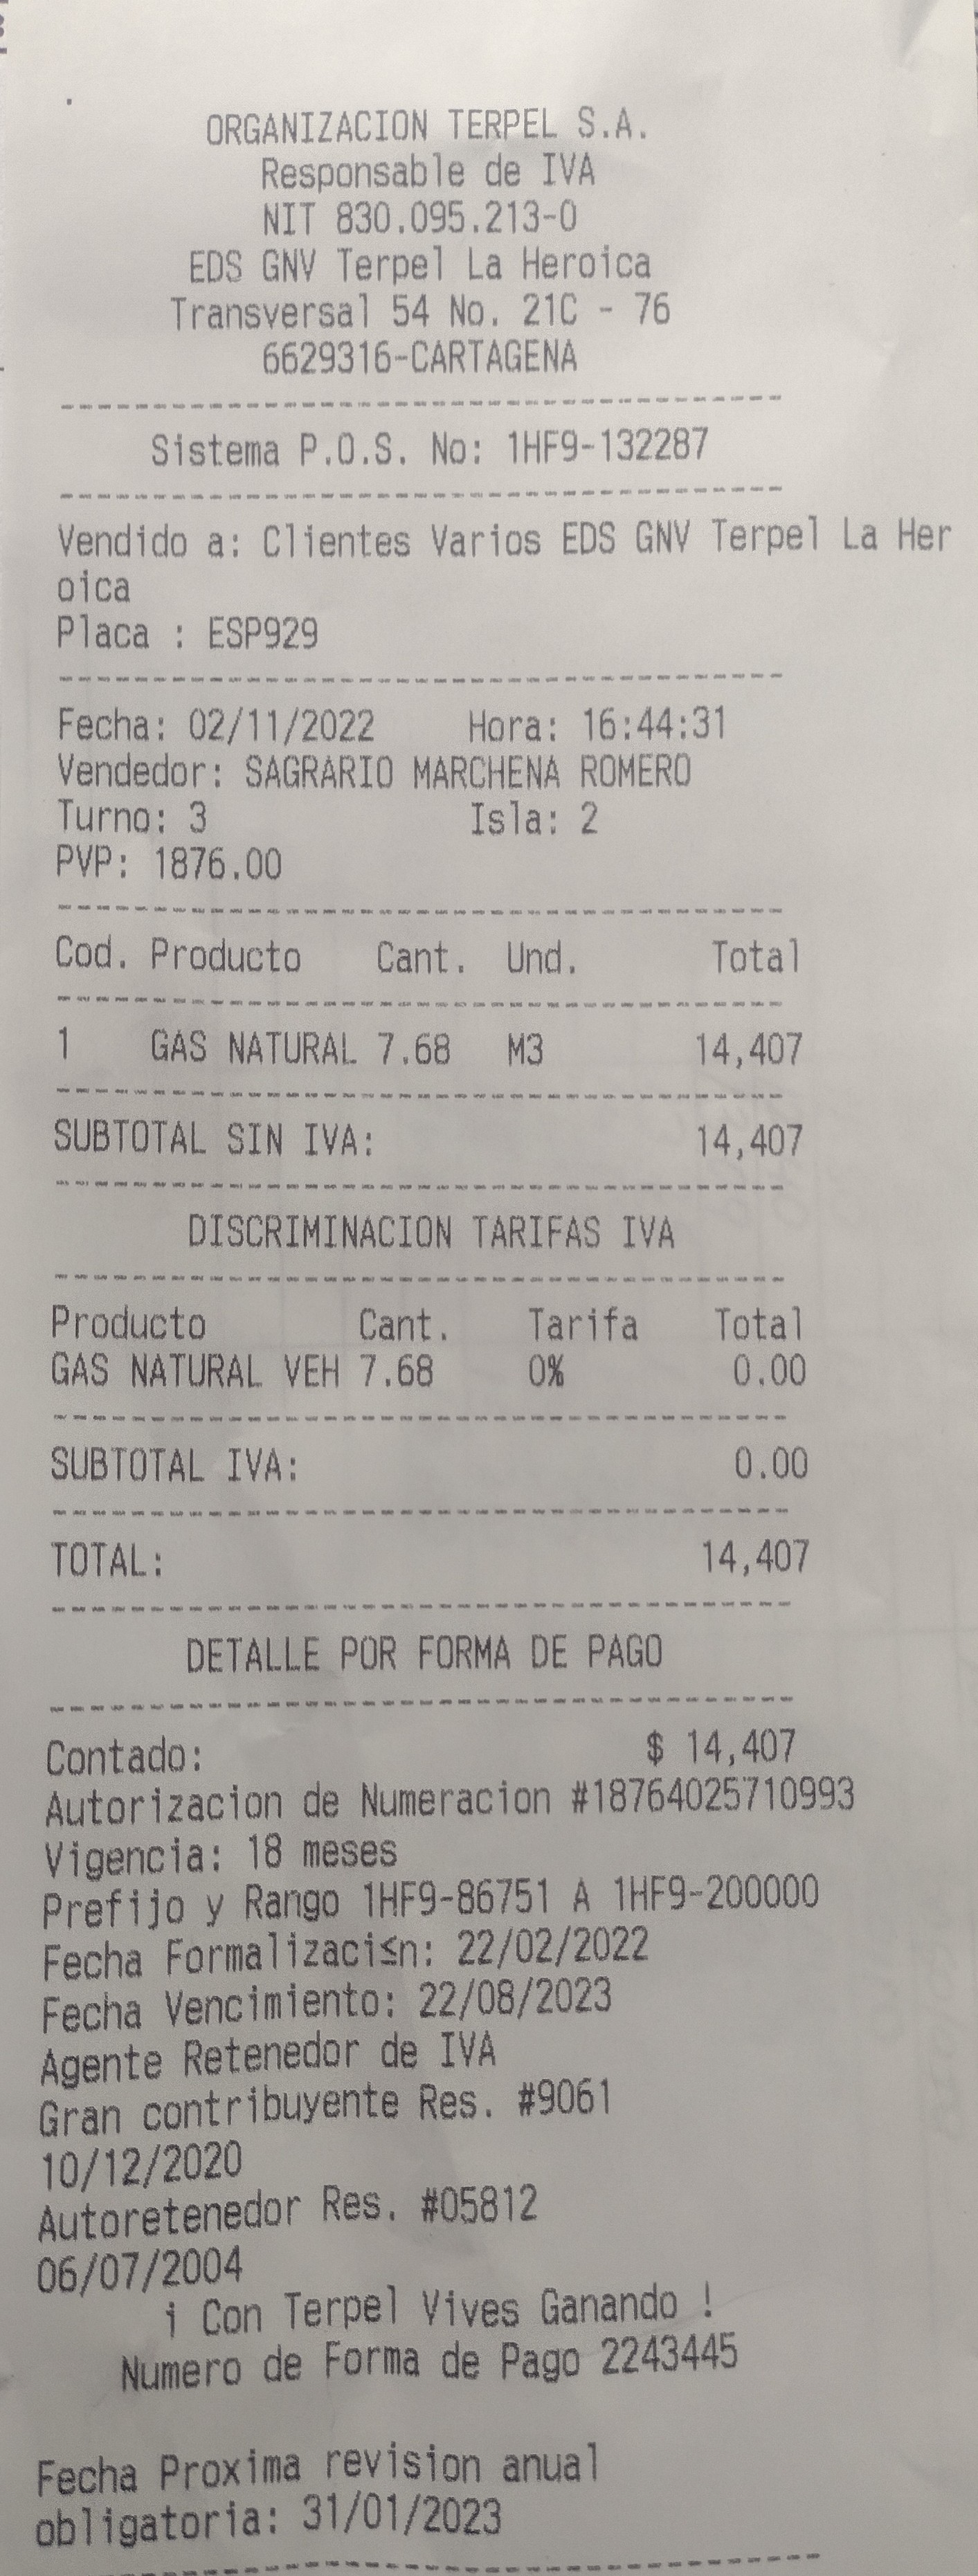 ORGANIZACION TERPEL S.A.
Responsable de IVA
NIT 830.095.213-0
EDS GNV Terpel La Heroica
Transversal 54 No. 21C - 76
6629316-CARTAGENA
Sistema P.O.S. No: 1HF9-132287
Vendido a: Clientes Varios EDS GNV Terpel La Her
oica
Placa : ESP929
Fecha: 02/11/2022 Hora: 16:44:31
Vendedor: SAGRARIO MARCHENA ROMERO
Turno: 3 Isla: 2
PVP: 1876.00
Cod. Producto Cant. Und. Total
1 GAS NATURAL 7.68 M3 14,407
SUBTOTAL SIN IVA: 14,407
DISCRIMINACION TARIFAS IVA
Producto Cant. Tarifa Total
GAS NATURAL VEH 7.68 0% 0.00
SUBTOTAL IVA: 0.00
TOTAL: 14,407
DETALLE POR FORMA DE PAGO
Contado: $ 14,407
Autorizacion de Numeracion #18764025710993
Vigencia: 18 meses
Prefijo y Rango 1HF9-86751 A 1HF9-200000
Fecha Formalizaci≤n: 22/02/2022
Fecha Vencimiento: 22/08/2023
Agente Retenedor de IVA
Gran contribuyente Res. #9061
10/12/2020
Autoretenedor Res. #05812
06/07/2004
¡ Con Terpel Vives Ganando !
Numero de Forma de Pago 2243445
Fecha Proxima revision anual
obligatoria: 31/01/2023